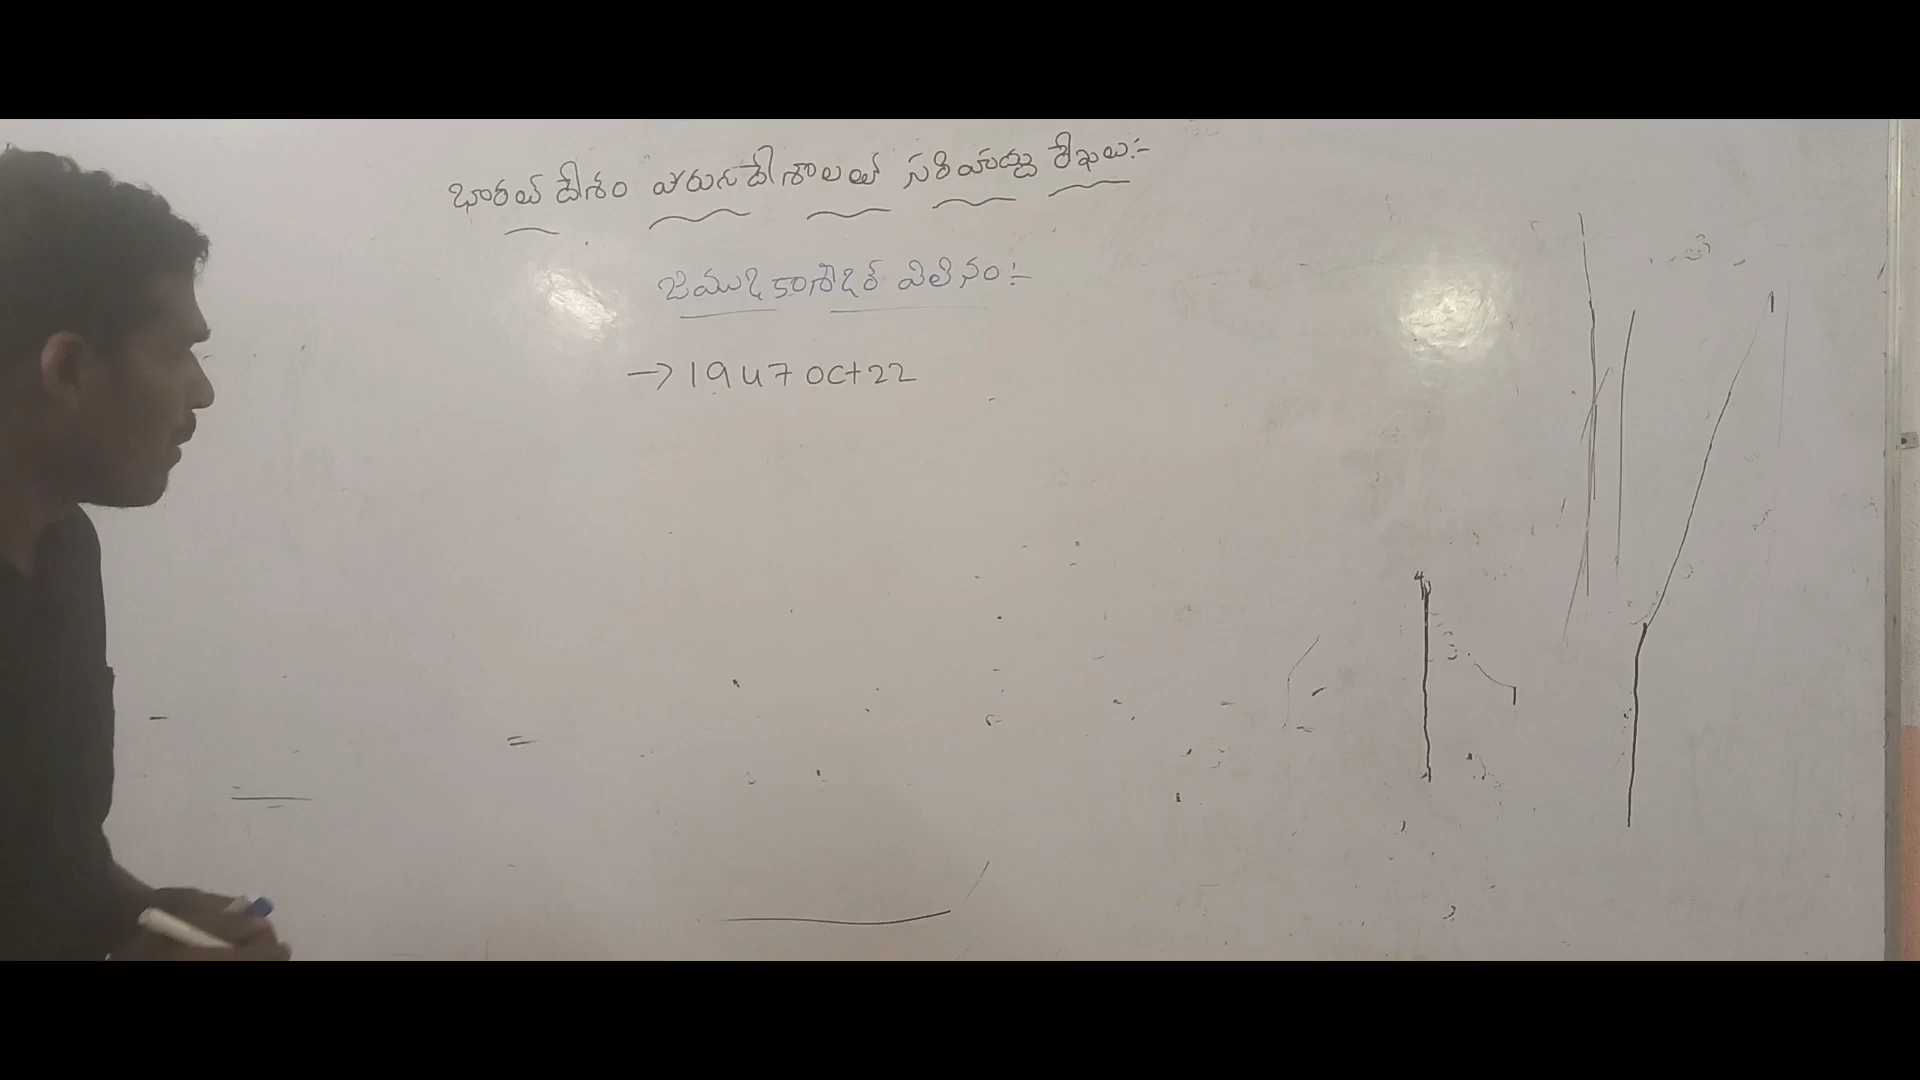 భారత్ దేశం పొరుగుదేశాలతో సరిహద్దు రేఖలు:-
జమ్ము కాశ్మీర్ విలీనం:-
→ 1947 Oct 22